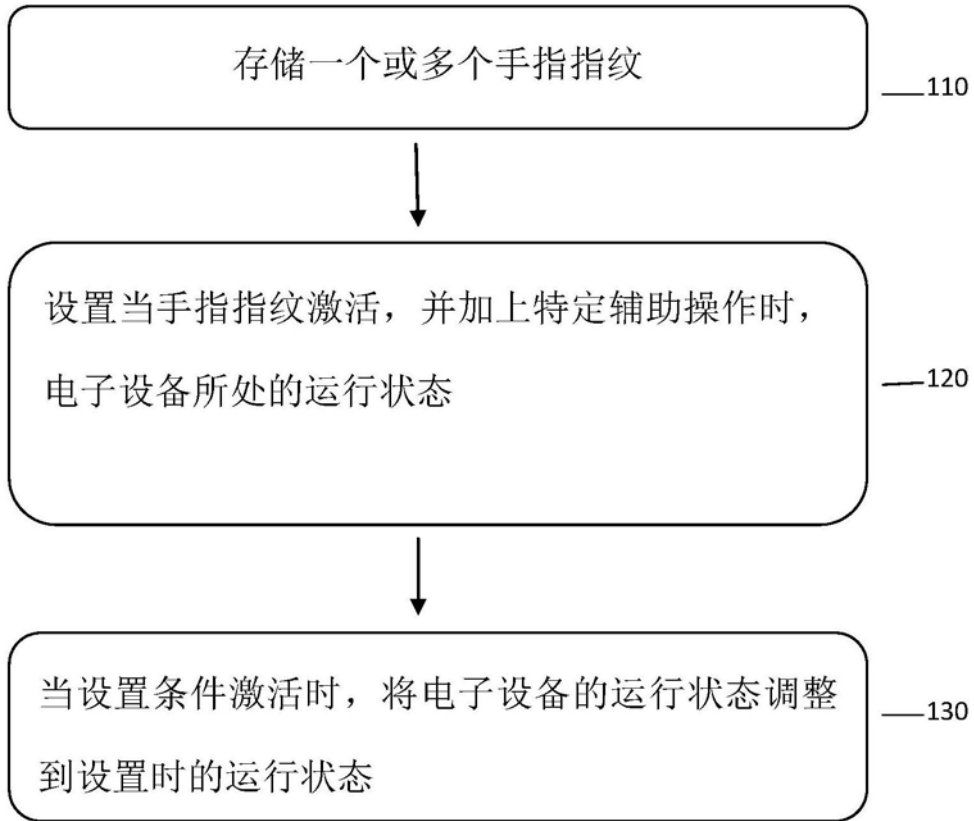 存储一个或多个手指指纹
110
设置当手指指纹激活，并加上特定辅助操作时，
电子设备所处的运行状态
120
当设置条件激活时，将电子设备的运行状态调整
到设置时的运行状态
130